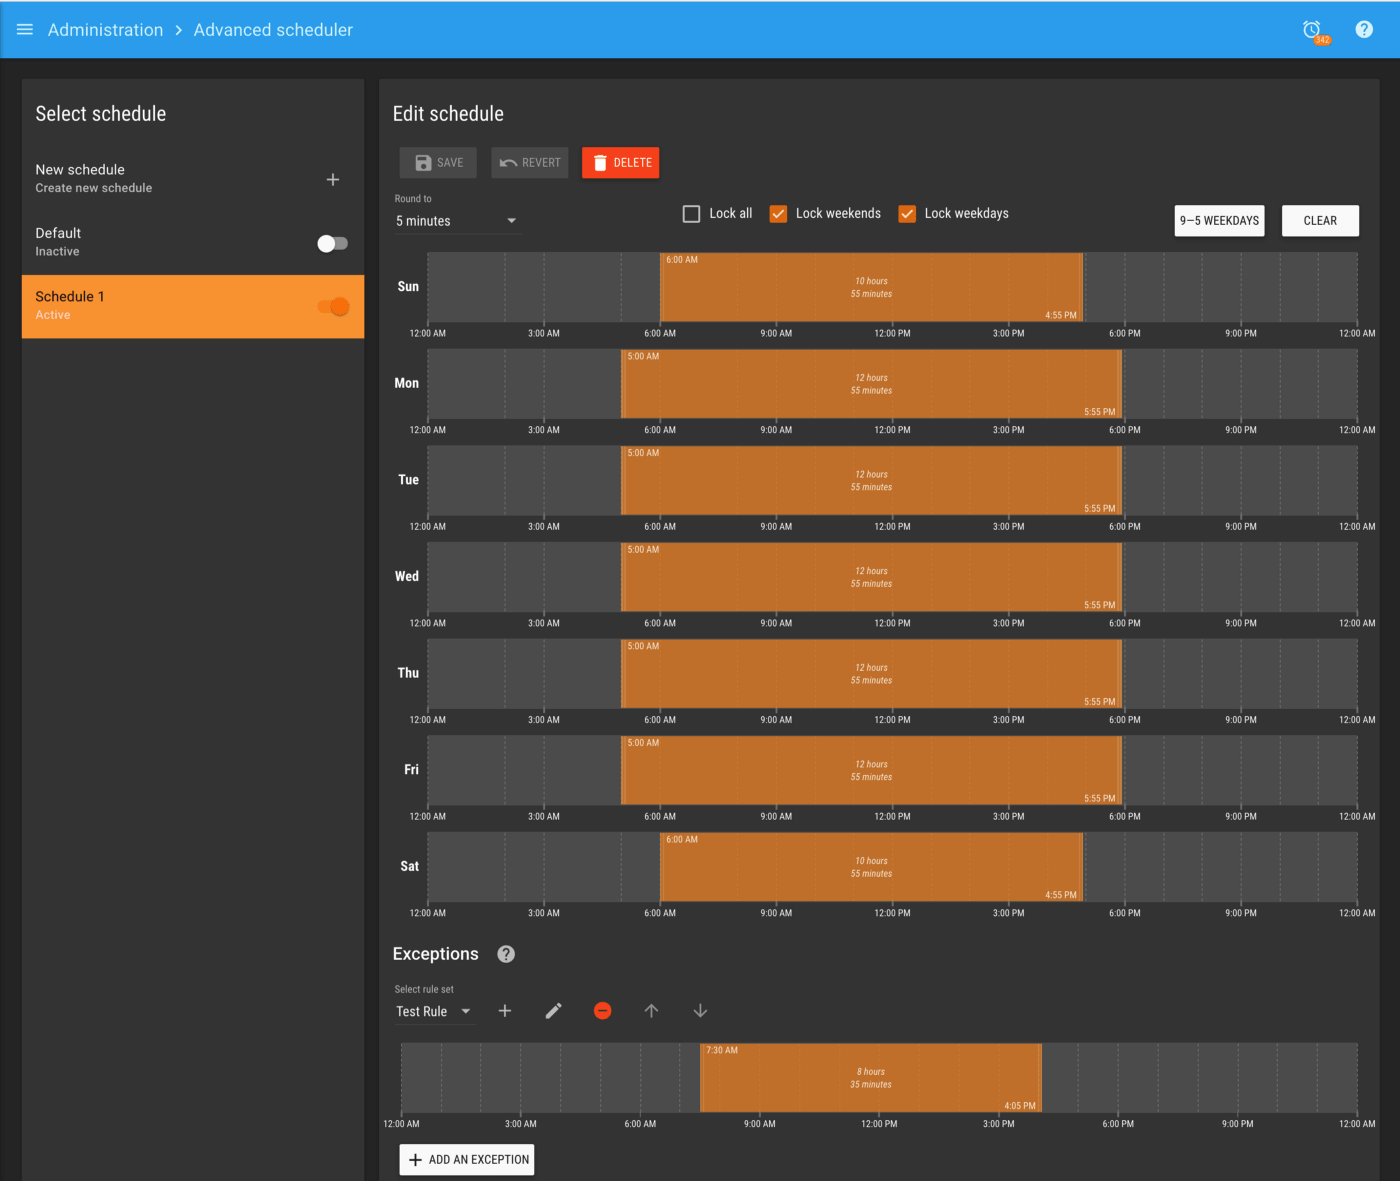 Administration > Advanced scheduler
342
Select schedule
New schedule
Create new schedule
Default
Inactive
Schedule 1
Active
Edit schedule
SAVE REVERT DELETE
Round to
5 minutes
Lock all Lock weekends Lock weekdays
9–5 WEEKDAYS CLEAR
Sun
6:00 AM
10 hours
55 minutes
4:55 PM
12:00 AM 3:00 AM 6:00 AM 9:00 AM 12:00 PM 3:00 PM 6:00 PM 9:00 PM 12:00 AM
Mon
5:00 AM
12 hours
55 minutes
5:55 PM
12:00 AM 3:00 AM 6:00 AM 9:00 AM 12:00 PM 3:00 PM 6:00 PM 9:00 PM 12:00 AM
Tue
5:00 AM
12 hours
55 minutes
5:55 PM
12:00 AM 3:00 AM 6:00 AM 9:00 AM 12:00 PM 3:00 PM 6:00 PM 9:00 PM 12:00 AM
Wed
5:00 AM
12 hours
55 minutes
5:55 PM
12:00 AM 3:00 AM 6:00 AM 9:00 AM 12:00 PM 3:00 PM 6:00 PM 9:00 PM 12:00 AM
Thu
5:00 AM
12 hours
55 minutes
5:55 PM
12:00 AM 3:00 AM 6:00 AM 9:00 AM 12:00 PM 3:00 PM 6:00 PM 9:00 PM 12:00 AM
Fri
5:00 AM
12 hours
55 minutes
5:55 PM
12:00 AM 3:00 AM 6:00 AM 9:00 AM 12:00 PM 3:00 PM 6:00 PM 9:00 PM 12:00 AM
Sat
6:00 AM
10 hours
55 minutes
4:55 PM
12:00 AM 3:00 AM 6:00 AM 9:00 AM 12:00 PM 3:00 PM 6:00 PM 9:00 PM 12:00 AM
Exceptions
Select rule set
Test Rule
7:30 AM
8 hours
35 minutes
4:05 PM
12:00 AM 3:00 AM 6:00 AM 9:00 AM 12:00 PM 3:00 PM 6:00 PM 9:00 PM 12:00 AM
ADD AN EXCEPTION